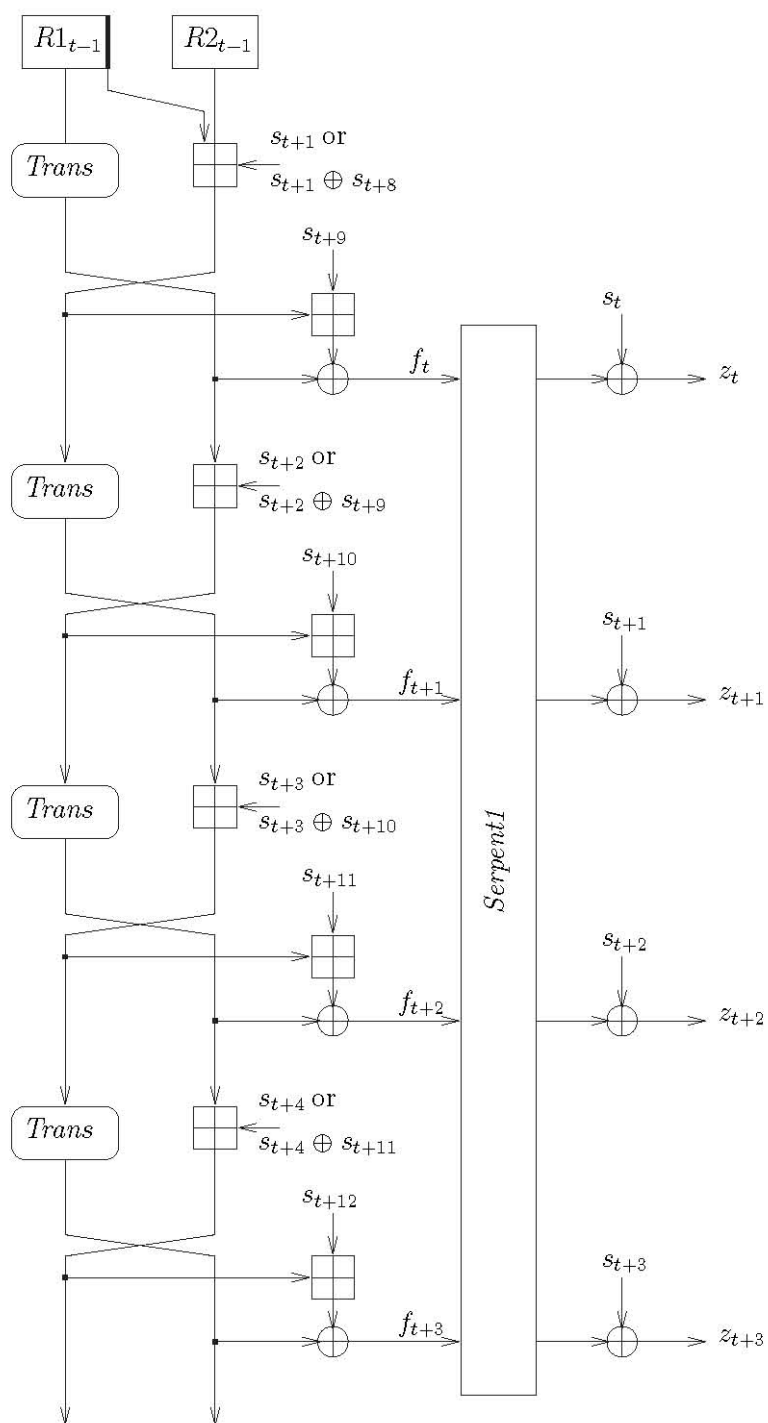 R1_{t−1} R2_{t−1}
s_{t+1} or
Trans
s_{t+1} ⊕ s_{t+8}
s_{t+9}
s_t
f_t
z_t
s_{t+2} or
Trans
s_{t+2} ⊕ s_{t+9}
s_{t+10}
s_{t+1}
f_{t+1}
z_{t+1}
s_{t+3} or
Trans
s_{t+3} ⊕ s_{t+10}
Serpent1
s_{t+11}
s_{t+2}
f_{t+2}
z_{t+2}
s_{t+4} or
Trans
s_{t+4} ⊕ s_{t+11}
s_{t+12}
s_{t+3}
f_{t+3}
z_{t+3}